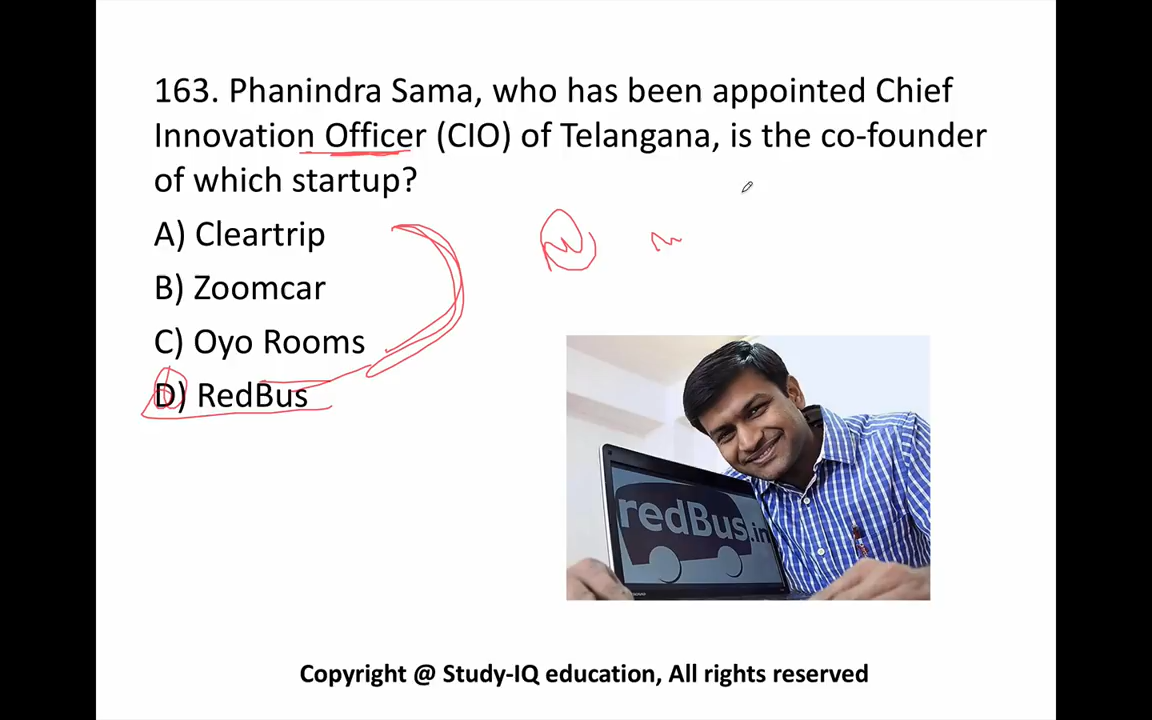 163. Phanindra Sama, who has been appointed Chief
Innovation Officer (CIO) of Telangana, is the co-founder
of which startup?
A) Cleartrip
B) Zoomcar
C) Oyo Rooms
D) RedBus
redBus.in
Copyright @ Study-IQ education, All rights reserved